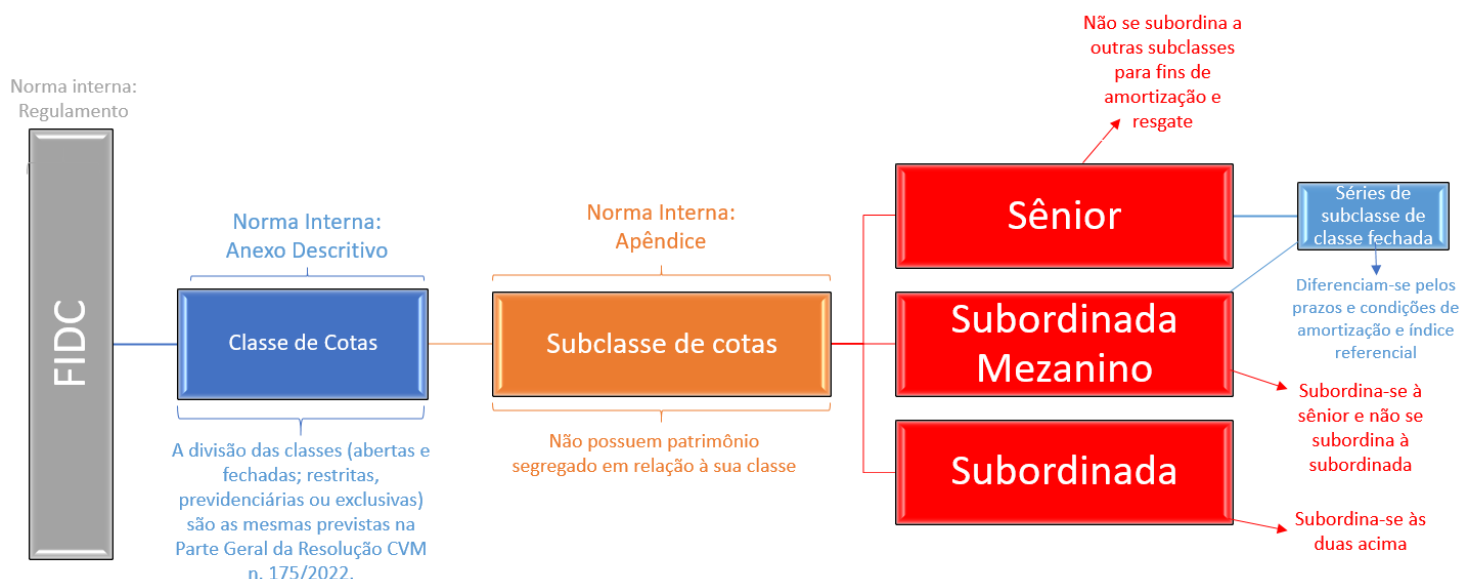 Norma interna:
Regulamento
FIDC
Norma Interna:
Anexo Descritivo
Classe de Cotas
A divisão das classes (abertas e
fechadas; restritas,
previdenciárias ou exclusivas)
são as mesmas previstas na
Parte Geral da Resolução CVM
n. 175/2022.
Norma Interna:
Apêndice
Subclasse de cotas
Não possuem patrimônio
segregado em relação à sua classe
Não se subordina a
outras subclasses
para fins de
amortização e
resgate
Sênior
Subordinada
Mezanino
Subordinada
Séries de
subclasse de
classe fechada
Diferenciam-se pelos
prazos e condições de
amortização e índice
referencial
Subordina-se à
sênior e não se
subordina à
subordinada
Subordina-se às
duas acima